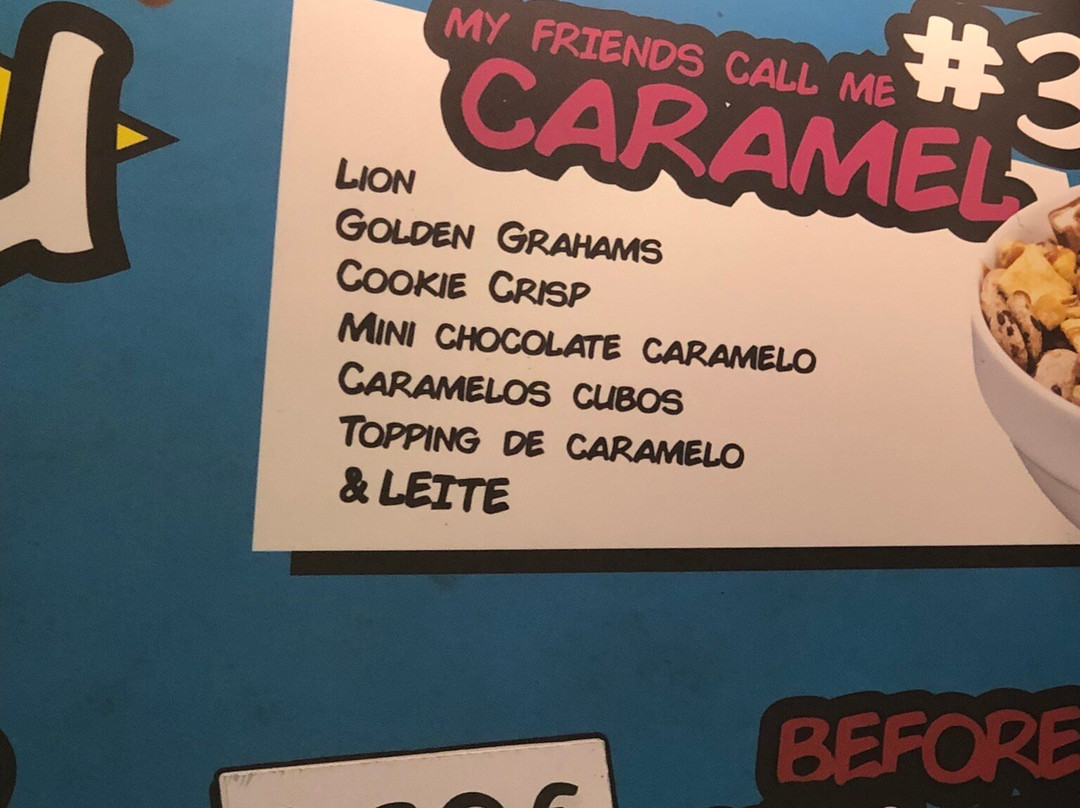 MY FRIENDS CALL ME
CARAMEL
#3
LION
GOLDEN GRAHAMS
COOKIE CRISP
MINI CHOCOLATE CARAMELO
CARAMELOS CUBOS
TOPPING DE CARAMELO
& LEITE
BEFORE